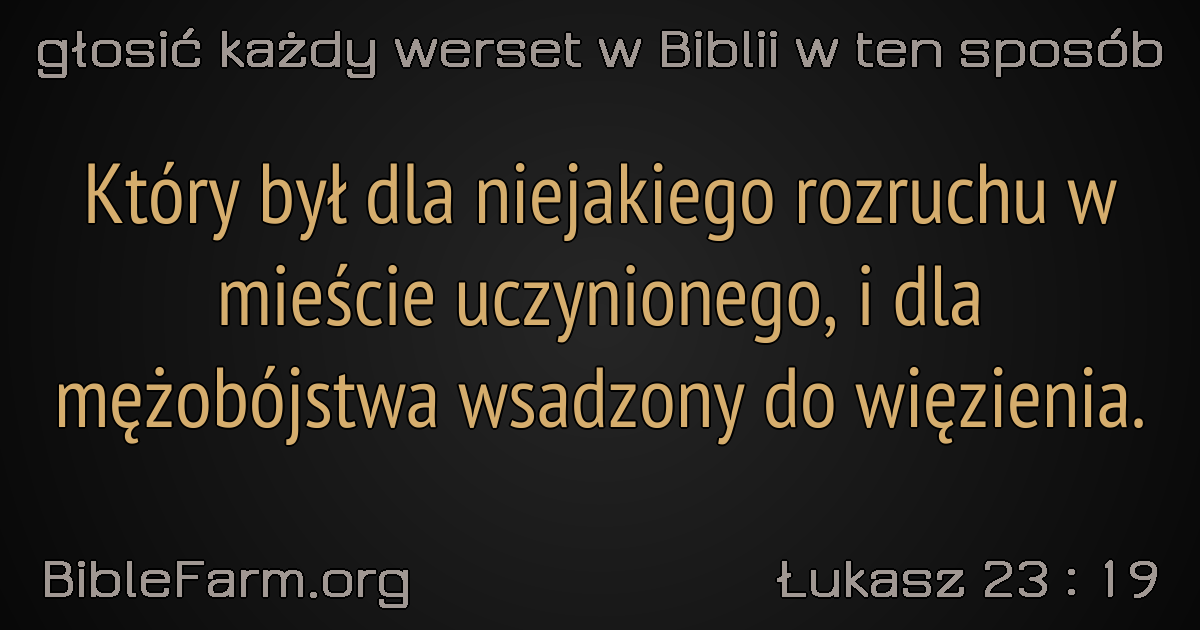 głosić każdy werset w Biblii w ten sposób
Który był dla niejakiego rozruchu w
mieście uczynionego, i dla
mężobójstwa wsadzony do więzienia.
BibleFarm.org
Łukasz 23 : 19